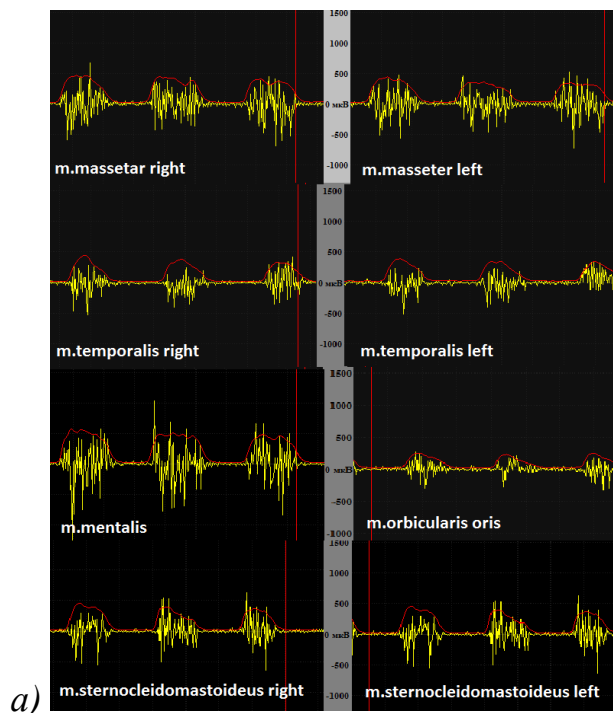 1500
1000
500
0 мкВ
-500
-1000
m.massetar right
m.masseter left
1500
1000
500
0 мкВ
-500
-1000
m.temporalis right
m.temporalis left
1500
1000
500
0 мкВ
-500
-1000
m.mentalis
m.orbicularis oris
1500
1000
500
0 мкВ
-500
-1000
m.sternocleidomastoideus right
m.sternocleidomastoideus left
a)